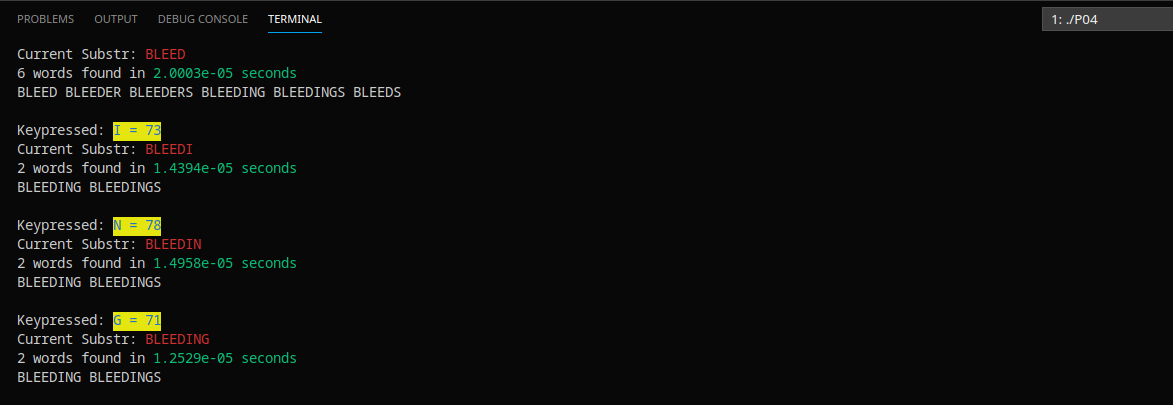 PROBLEMS OUTPUT DEBUG CONSOLE TERMINAL 1: ./P04
Current Substr: BLEED
6 words found in 2.0003e-05 seconds
BLEED BLEEDER BLEEDERS BLEEDING BLEEDINGS BLEEDS
Keypressed: I = 73
Current Substr: BLEEDI
2 words found in 1.4394e-05 seconds
BLEEDING BLEEDINGS
Keypressed: N = 78
Current Substr: BLEEDIN
2 words found in 1.4958e-05 seconds
BLEEDING BLEEDINGS
Keypressed: G = 71
Current Substr: BLEEDING
2 words found in 1.2529e-05 seconds
BLEEDING BLEEDINGS